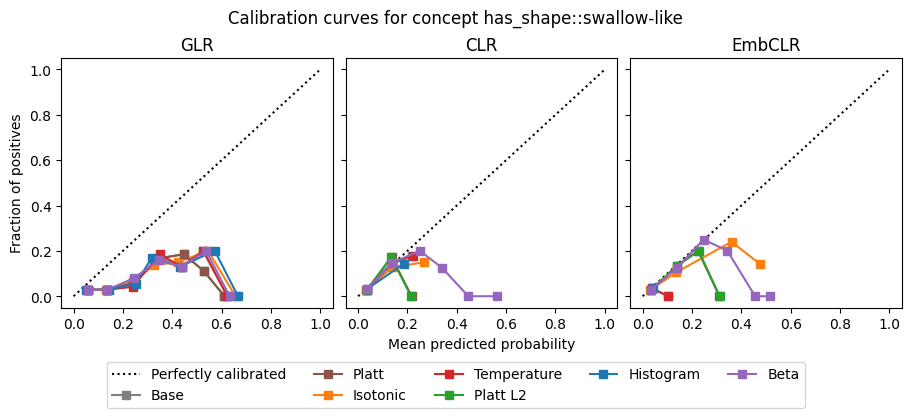 Calibration curves for concept has_shape::swallow-like
GLR CLR EmbCLR
Fraction of positives
1.0
0.8
0.6
0.4
0.2
0.0
0.0 0.2 0.4 0.6 0.8 1.0 0.0 0.2 0.4 0.6 0.8 1.0 0.0 0.2 0.4 0.6 0.8 1.0
Mean predicted probability
Perfectly calibrated Platt Temperature Histogram Beta
Base Isotonic Platt L2